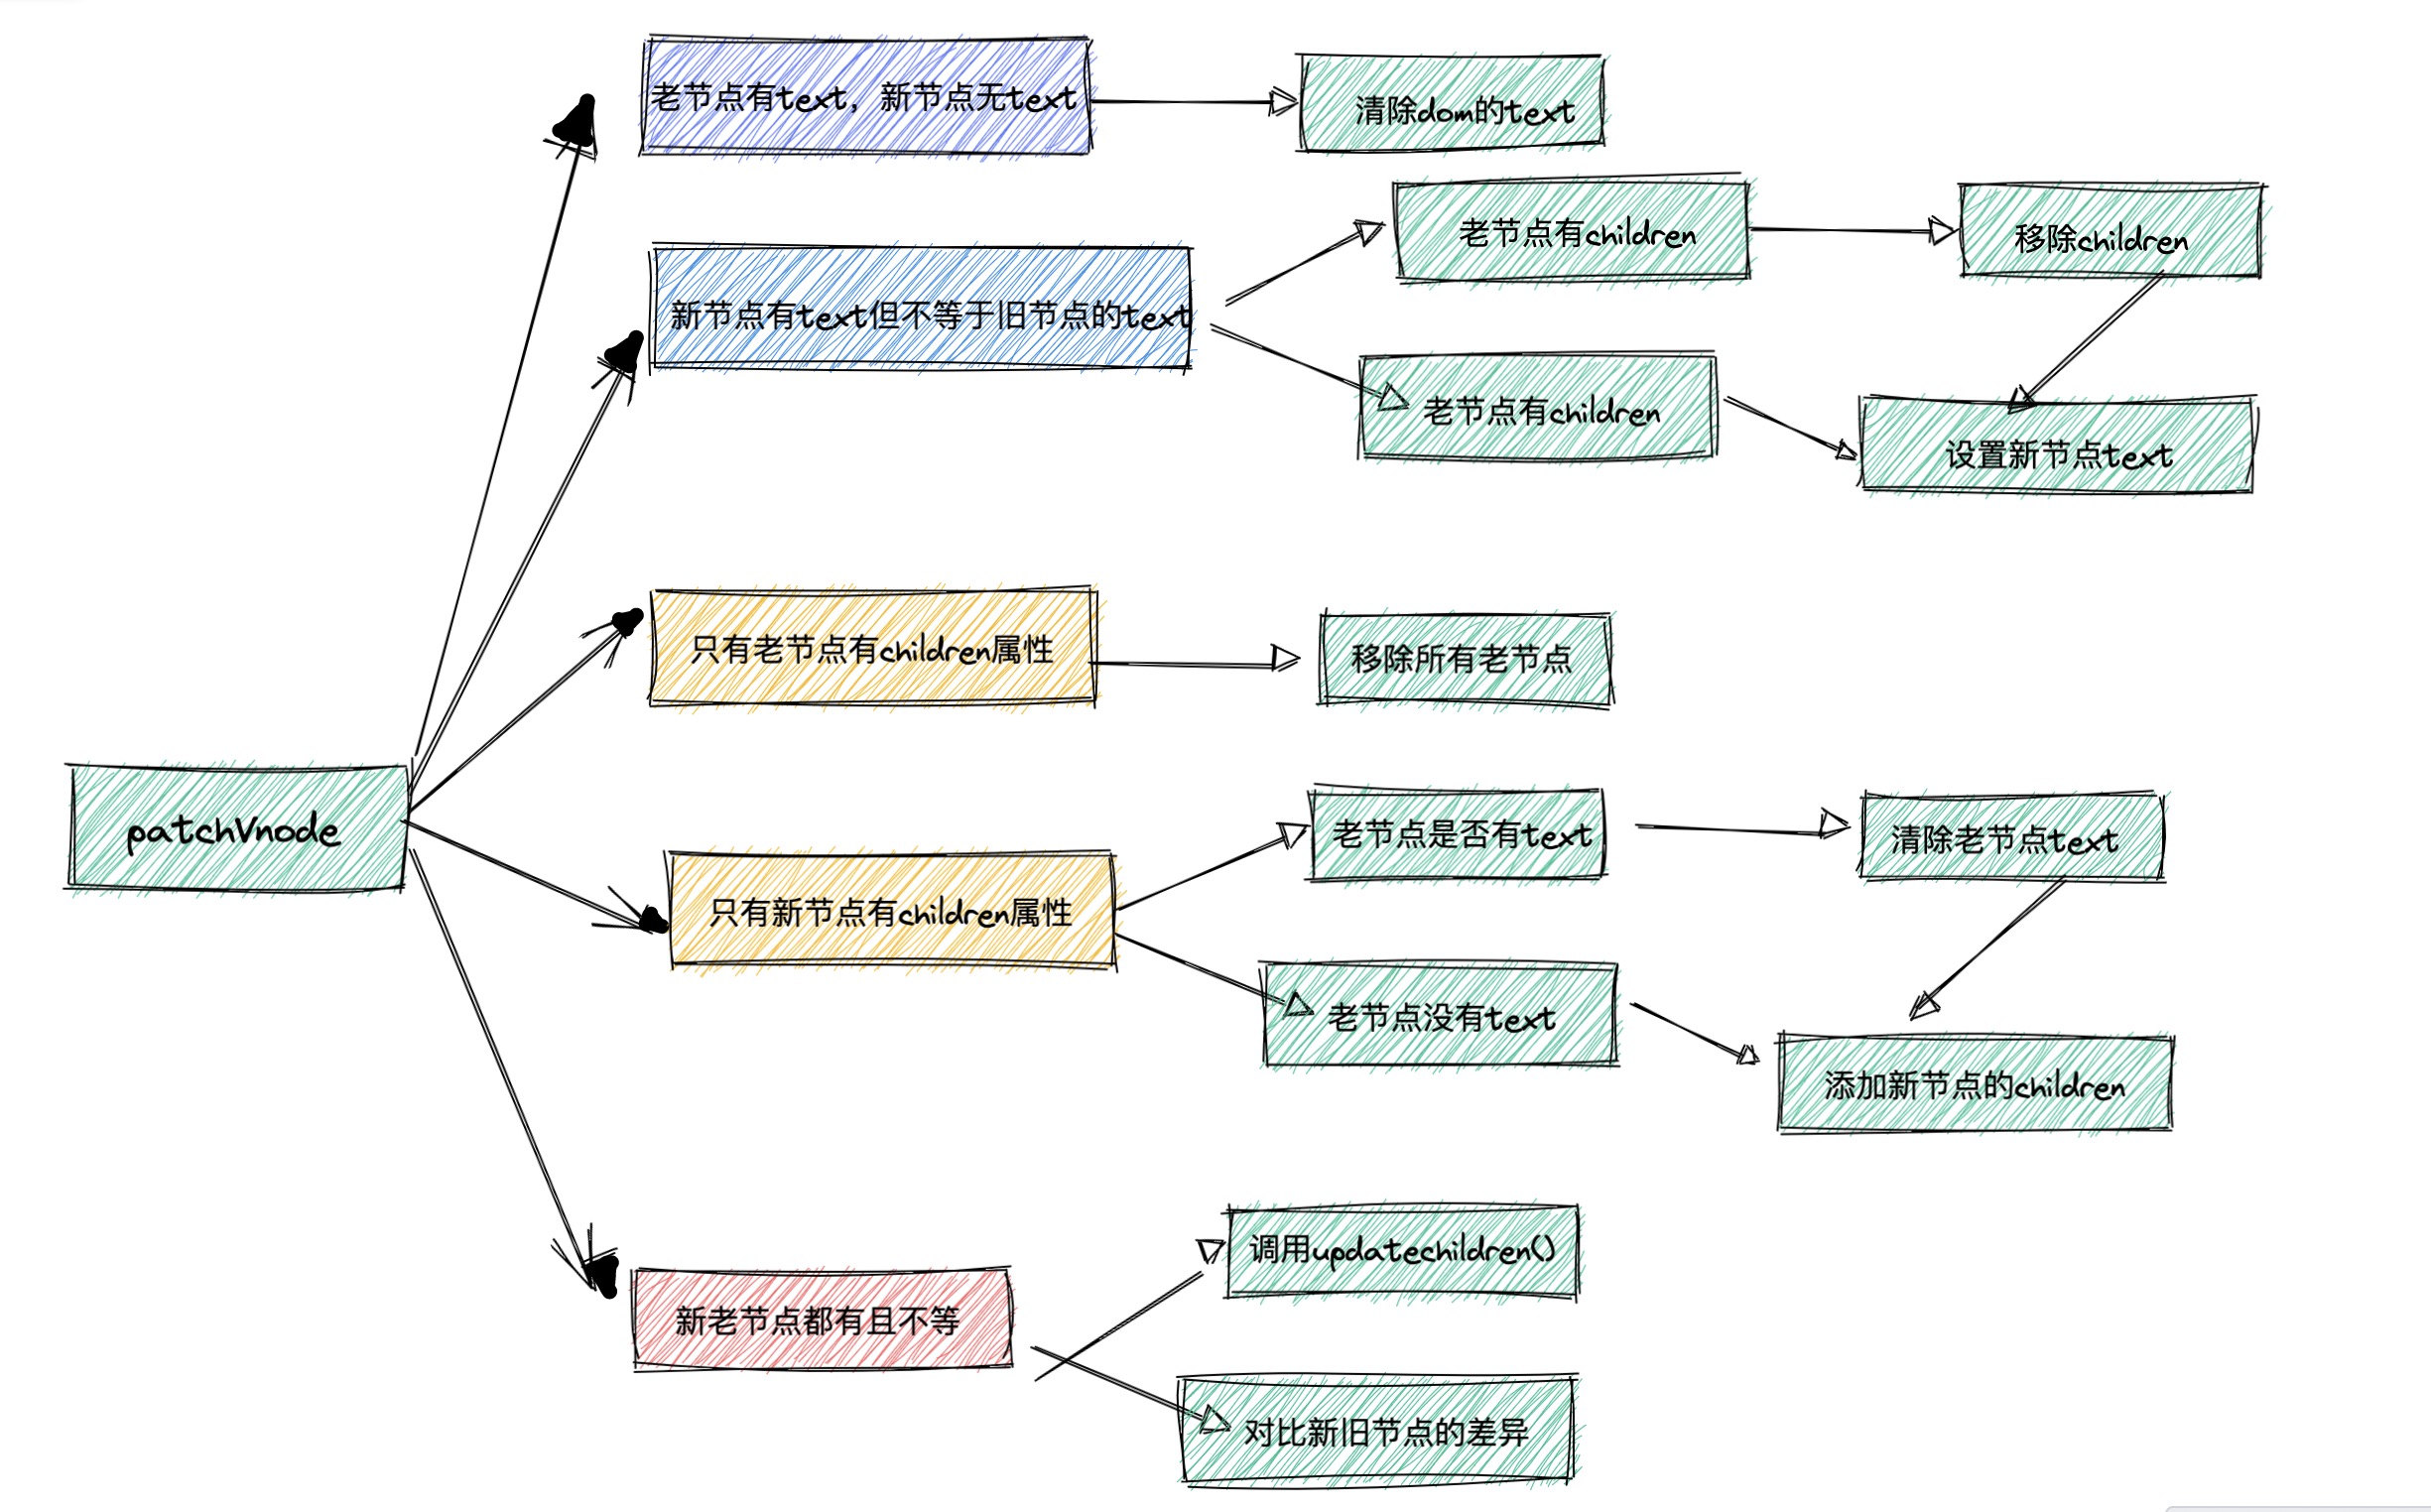 老节点有text，新节点无text
清除dom的text
老节点有children
移除children
新节点有text但不等于旧节点的text
老节点有children
设置新节点text
只有老节点有children属性
移除所有老节点
patchVnode
老节点是否有text
清除老节点text
只有新节点有children属性
老节点没有text
添加新节点的children
调用updatechildren()
新老节点都有且不等
对比新旧节点的差异